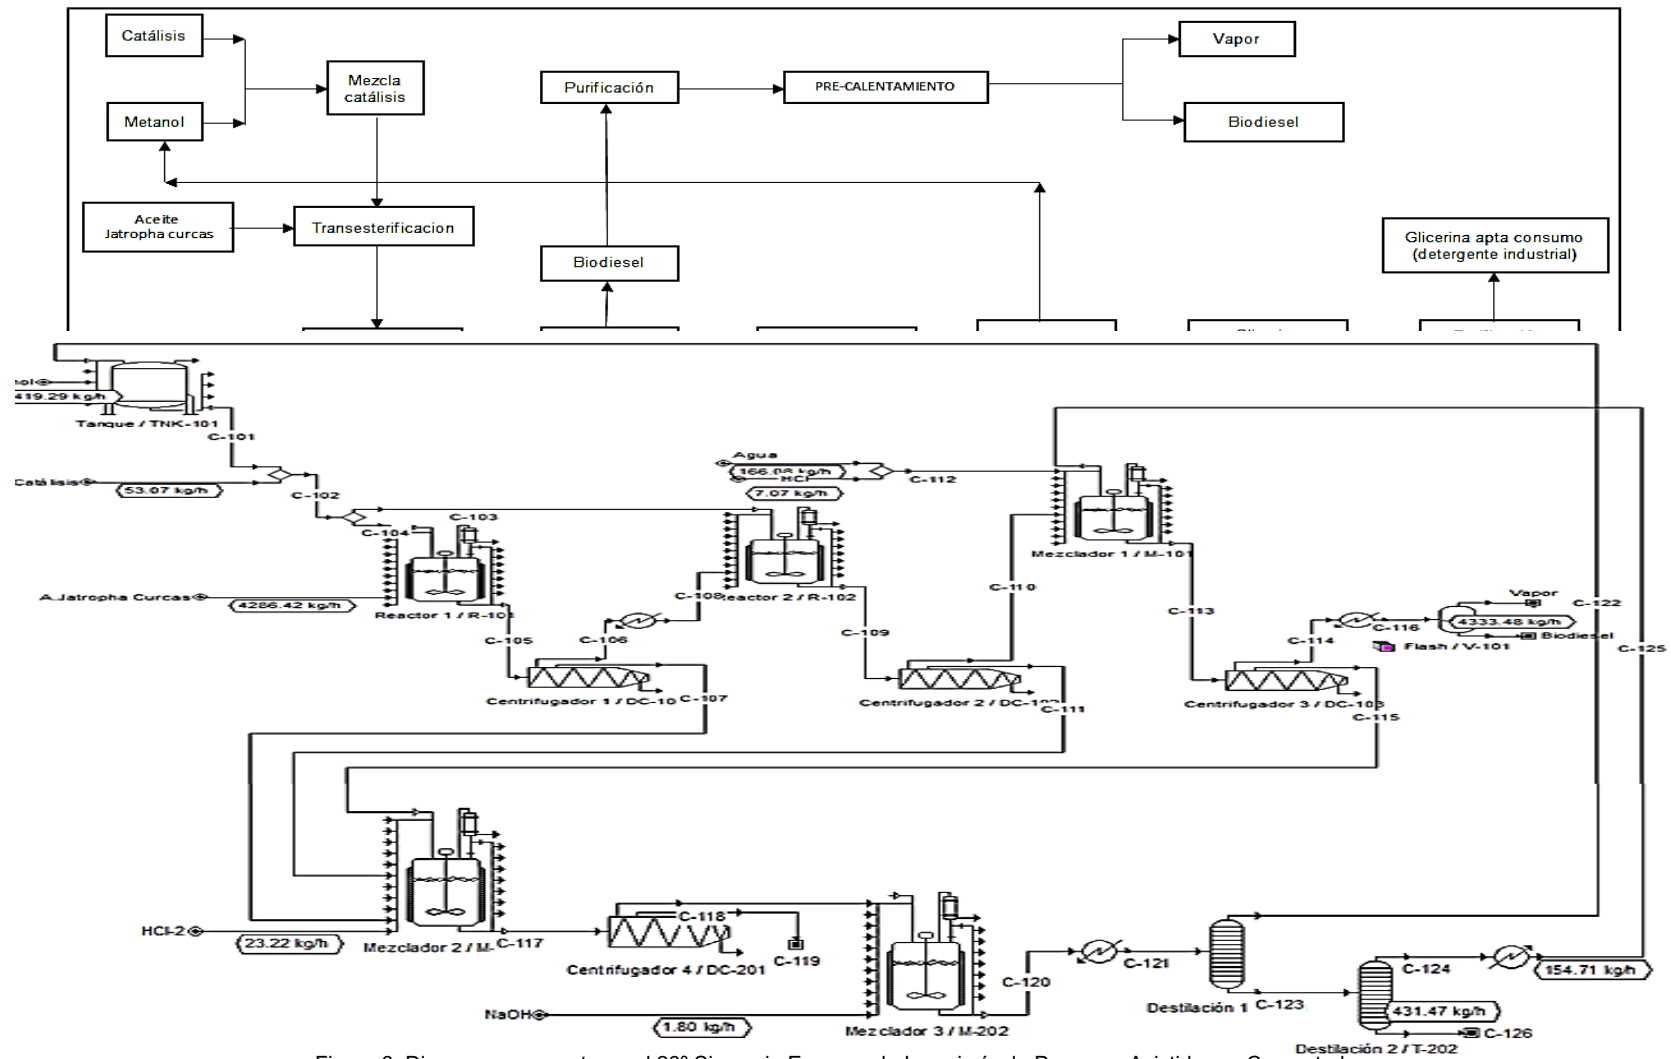 Catálisis
Vapor
Mezcla
catálisis
Purificación
PRE-CALENTAMIENTO
Metanol
Biodiesel
Aceite
Jatropha curcas
Transesterificacion
Glicerina apta consumo
(detergente industrial)
Biodiesel
419.29 kg/h
Tanque / TNK-101
C-101
Agua
166.08 kg/h
HCl
7.07 kg/h
C-112
Catálisis
53.07 kg/h
C-102
C-103
C-104
Mezclador 1 / M-101
A.Jatropha Curcas
4286.42 kg/h
Reactor 1 / R-101
C-108
Reactor 2 / R-102
C-110
C-113
Vapor
C-122
C-105
C-106
C-109
C-114
C-116
4333.48 kg/h
Biodiesel
Flash / V-101
C-125
Centrifugador 1 / DC-10
C-107
Centrifugador 2 / DC-102
C-111
Centrifugador 3 / DC-103
C-115
HCl-2
23.22 kg/h
Mezclador 2 / M-
C-117
C-118
C-119
Centrifugador 4 / DC-201
C-120
C-121
C-124
154.71 kg/h
NaOH
1.80 kg/h
Mezclador 3 / M-202
Destilación 1
C-123
431.47 kg/h
C-126
Destilación 2 / T-202